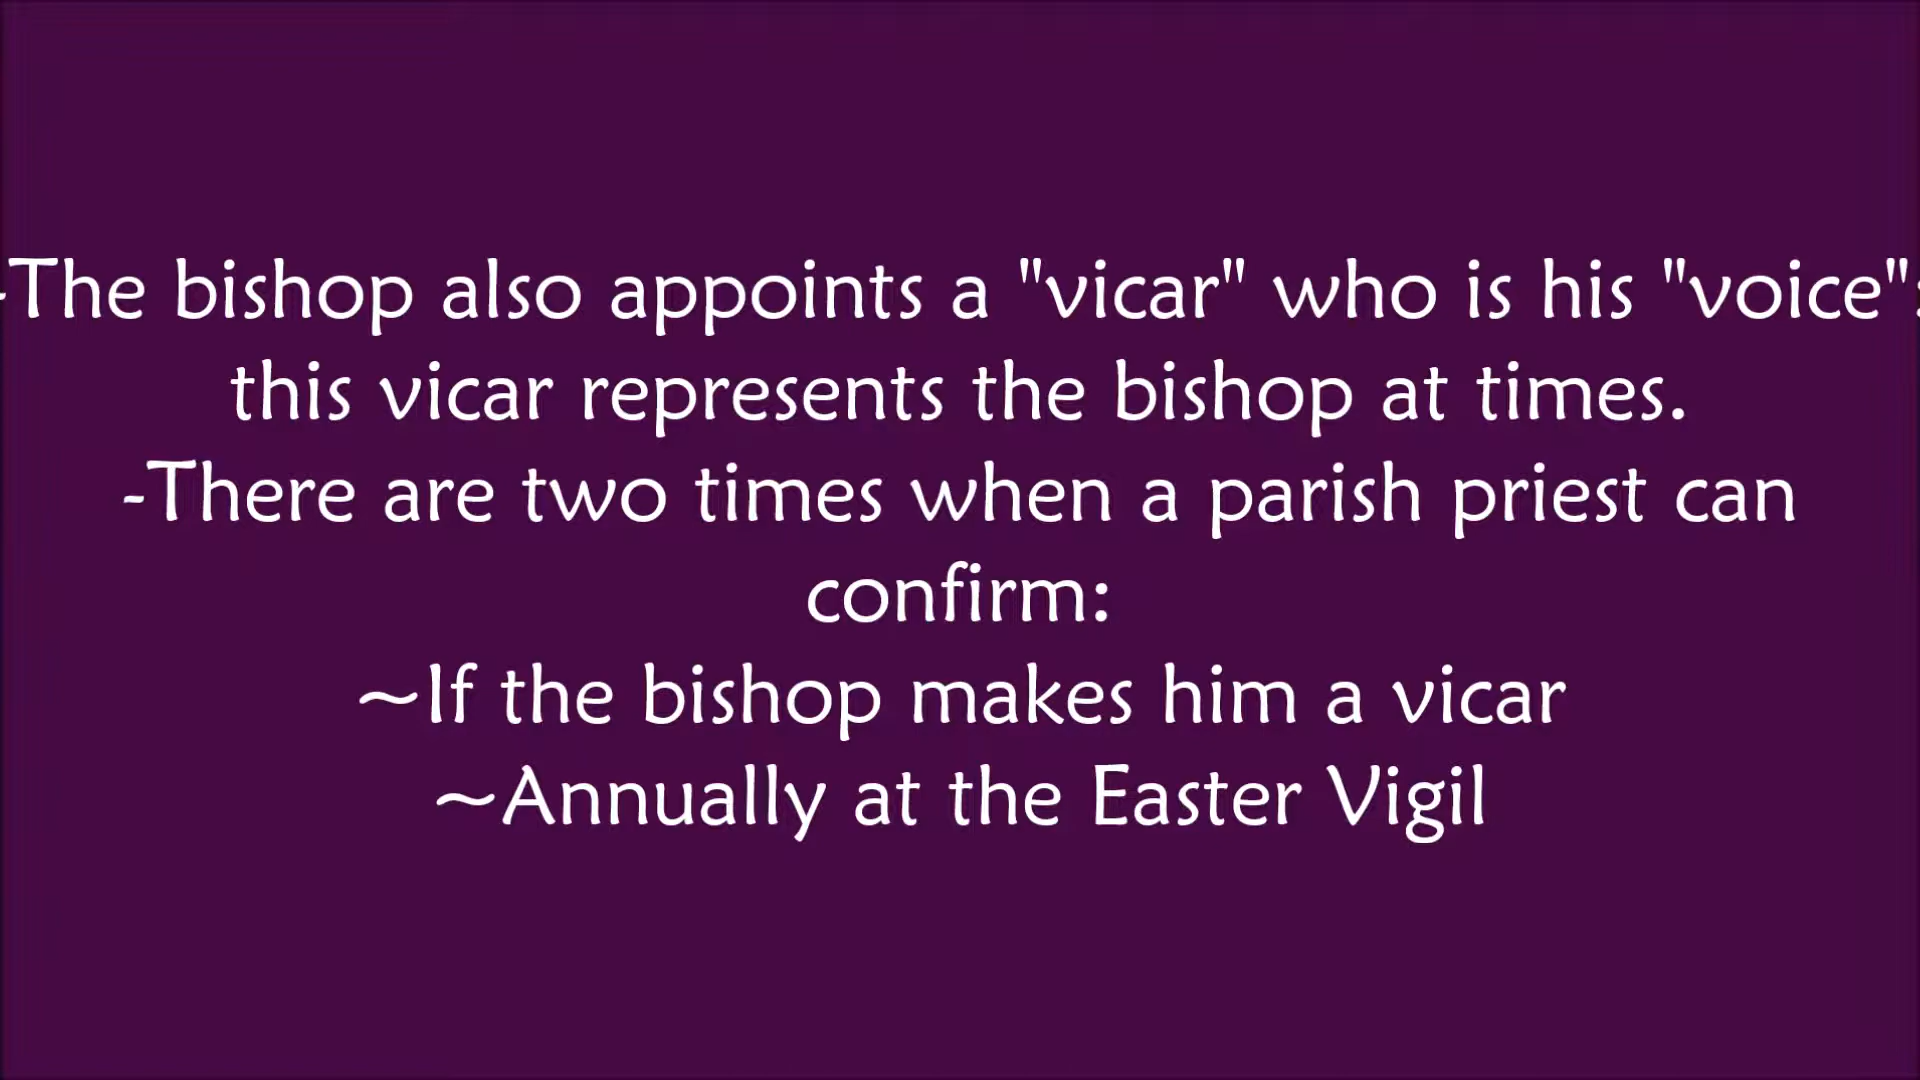 -The bishop also appoints a "vicar" who is his "voice":
this vicar represents the bishop at times.
-There are two times when a parish priest can
confirm:
~If the bishop makes him a vicar
~Annually at the Easter Vigil